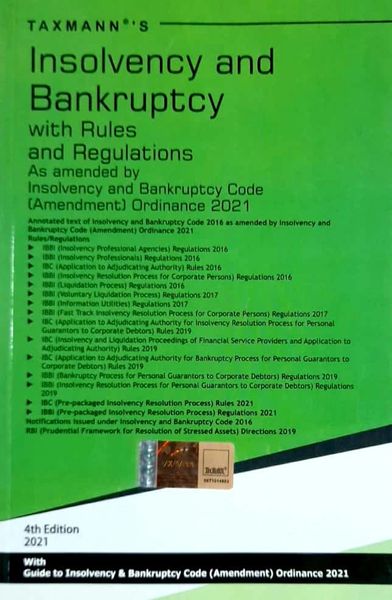 TAXMANN®'S
Insolvency and
Bankruptcy
with Rules
and Regulations
As amended by
Insolvency and Bankruptcy Code
(Amendment) Ordinance 2021
Annotated text of Insolvency and Bankruptcy Code 2016 as amended by Insolvency and
Bankruptcy Code (Amendment) Ordinance 2021
Rules/Regulations
► IBBI (Insolvency Professional Agencies) Regulations 2016
► IBBI (Insolvency Professionals) Regulations 2016
► IBC (Application to Adjudicating Authority) Rules 2016
► IBBI (Insolvency Resolution Process for Corporate Persons) Regulations 2016
► IBBI (Liquidation Process) Regulations 2016
► IBBI (Voluntary Liquidation Process) Regulations 2017
► IBBI (Information Utilities) Regulations 2017
► IBBI (Fast Track Insolvency Resolution Process for Corporate Persons) Regulations 2017
► IBC (Application to Adjudicating Authority for Insolvency Resolution Process for Personal
Guarantors to Corporate Debtors) Rules 2019
► IBC (Insolvency and Liquidation Proceedings of Financial Service Providers and Application to
Adjudicating Authority) Rules 2019
► IBC (Application to Adjudicating Authority for Bankruptcy Process for Personal Guarantors to
Corporate Debtors) Rules 2019
► IBBI (Bankruptcy Process for Personal Guarantors to Corporate Debtors) Regulations 2019
► IBBI (Insolvency Resolution Process for Personal Guarantors to Corporate Debtors) Regulations
2019
► IBC (Pre-packaged Insolvency Resolution Process) Rules 2021
► IBBI (Pre-packaged Insolvency Resolution Process) Regulations 2021
Notifications issued under Insolvency and Bankruptcy Code 2016
RBI (Prudential Framework for Resolution of Stressed Assets) Directions 2019
4th Edition
2021
With
Guide to Insolvency & Bankruptcy Code (Amendment) Ordinance 2021